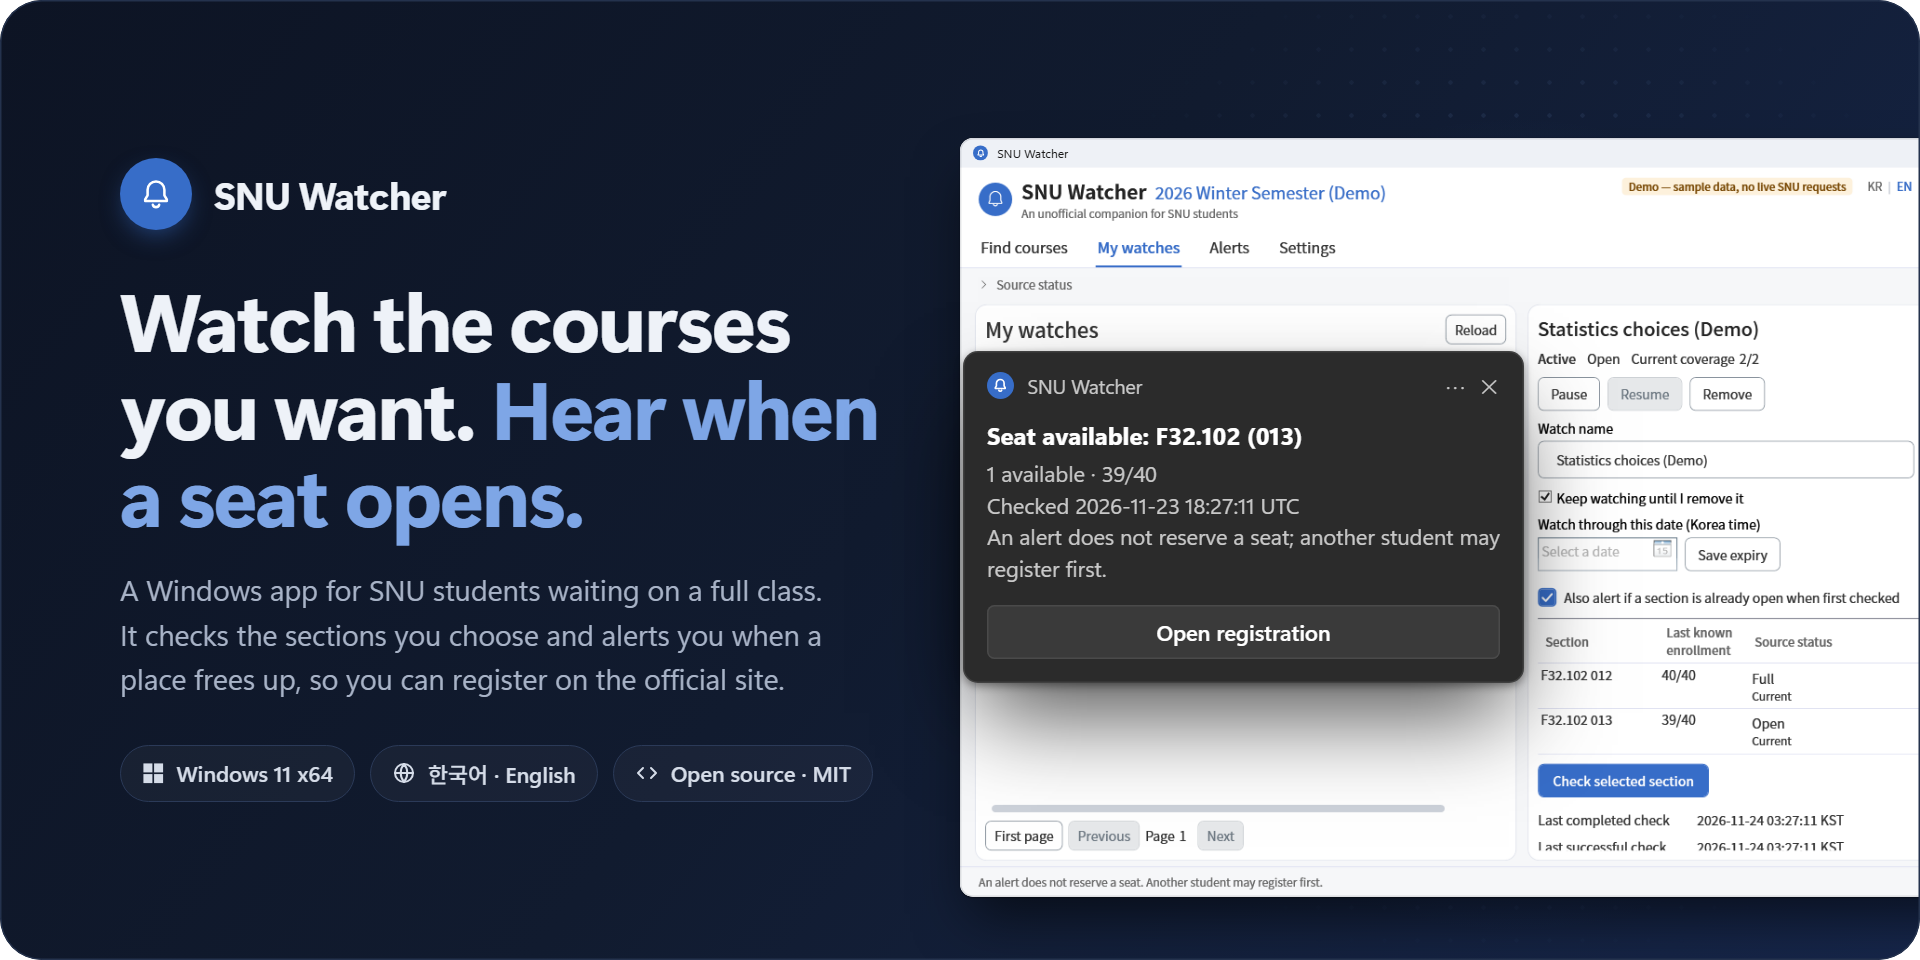 SNU Watcher
Watch the courses
you want. Hear when
a seat opens.
A Windows app for SNU students waiting on a full class.
It checks the sections you choose and alerts you when a
place frees up, so you can register on the official site.
Windows 11 x64
한국어 · English
Open source · MIT
SNU Watcher
SNU Watcher 2026 Winter Semester (Demo)
An unofficial companion for SNU students
Demo — sample data, no live SNU requests
KR | EN
Find courses My watches Alerts Settings
Source status
My watches
Reload
SNU Watcher
Seat available: F32.102 (013)
1 available · 39/40
Checked 2026-11-23 18:27:11 UTC
An alert does not reserve a seat; another student may
register first.
Open registration
First page Previous Page 1 Next
Statistics choices (Demo)
Active Open Current coverage 2/2
Pause Resume Remove
Watch name
Statistics choices (Demo)
Keep watching until I remove it
Watch through this date (Korea time)
Select a date 15 Save expiry
Also alert if a section is already open when first checked
Section Last known enrollment Source status
F32.102 012 40/40 Full
Current
F32.102 013 39/40 Open
Current
Check selected section
Last completed check 2026-11-24 03:27:11 KST
Last successful check 2026-11-24 03:27:11 KST
An alert does not reserve a seat. Another student may register first.